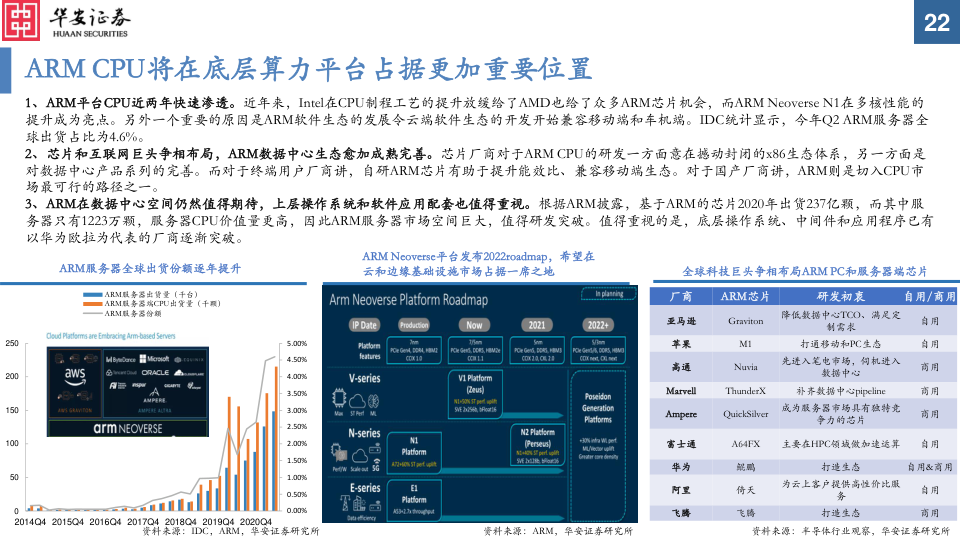 华安证券
HUAAN SECURITIES
22
ARM CPU将在底层算力平台占据更加重要位置
1、ARM平台CPU近两年快速渗透。近年来，Intel在CPU制程工艺的提升放缓给了AMD也给了众多ARM芯片机会，而ARM Neoverse N1在多核性能的
提升成为亮点。另外一个重要的原因是ARM软件生态的发展令云端软件生态的开发开始兼容移动端和车机端。IDC统计显示，今年Q2 ARM服务器全
球出货占比为4.6%。
2、芯片和互联网巨头争相布局，ARM数据中心生态愈加成熟完善。芯片厂商对于ARM CPU的研发一方面意在撼动封闭的x86生态体系，另一方面是
对数据中心产品系列的完善。而对于终端用户厂商讲，自研ARM芯片有助于提升能效比、兼容移动端生态。对于国产厂商讲，ARM则是切入CPU市
场最可行的路径之一。
3、ARM在数据中心空间仍然值得期待，上层操作系统和软件应用配套也值得重视。根据ARM披露，基于ARM的芯片2020年出货237亿颗，而其中服
务器只有1223万颗，服务器CPU价值量更高，因此ARM服务器市场空间巨大，值得研发突破。值得重视的是，底层操作系统、中间件和应用程序已有
以华为欧拉为代表的厂商逐渐突破。
ARM服务器全球出货份额逐年提升
ARM服务器出货量（千台）
ARM服务器端CPU出货量（千颗）
ARM服务器份额
Cloud Platforms are Embracing Arm-based Servers
aws
AWS GRAVITON
ByteDance
Microsoft
Tencent Cloud
ORACLE
CLOUDFLARE
AMPERE
GIGABYTE
AMPERE ALTRA
arm NEOVERSE
250
200
150
100
50
0
5.00%
4.50%
4.00%
3.50%
3.00%
2.50%
2.00%
1.50%
1.00%
0.50%
0.00%
2014Q4 2015Q4 2016Q4 2017Q4 2018Q4 2019Q4 2020Q4
资料来源：IDC，ARM，华安证券研究所
ARM Neoverse平台发布2022roadmap，希望在
云和边缘基础设施市场占据一席之地
Arm Neoverse Platform Roadmap
In planning
IP Date
Production
Now
2021
2022+
Platform
features
7nm
PCIe Gen4, DDR4, HBM2
CCIX 1.0
7/5nm
PCIe Gen5, DDR5, HBM2e
CCIX 1.1
5nm
PCIe Gen5, DDR5, HBM3
CCIX 2.0, CXL 2.0
5/3nm
PCIe Gen5/6, DDR5, HBM3
CCIX next, CXL next
V-series
Max
ST Perf
ML
V1 Platform
(Zeus)
N1+50% ST perf. uplift
SVE 2x256b, bFloat16
Poseidon
Generation
Platforms
+30% infra WL perf.
ML/Vector uplift
Greater core density
N-series
Perf/W
Scale out
5G
N1
Platform
A72+60% ST perf. uplift
N2 Platform
(Perseus)
N1+40% ST perf. uplift
SVE 2x128b, bFloat16
E-series
Data efficiency
E1
Platform
A53+2.7x throughput
资料来源：ARM，华安证券研究所
全球科技巨头争相布局ARM PC和服务器端芯片
厂商 ARM芯片 研发初衷 自用/商用
亚马逊 Graviton 降低数据中心TCO、满足定制需求 自用
苹果 M1 打通移动和PC生态 自用
高通 Nuvia 先进入笔电市场，伺机进入数据中心 商用
Marvell ThunderX 补齐数据中心pipeline 商用
Ampere QuickSilver 成为服务器市场具有独特竞争力的芯片 商用
富士通 A64FX 主要在HPC领域做加速运算 自用
华为 鲲鹏 打造生态 自用&商用
阿里 倚天 为云上客户提供高性价比服务 自用
飞腾 飞腾 打造生态 商用
资料来源：半导体行业观察，华安证券研究所